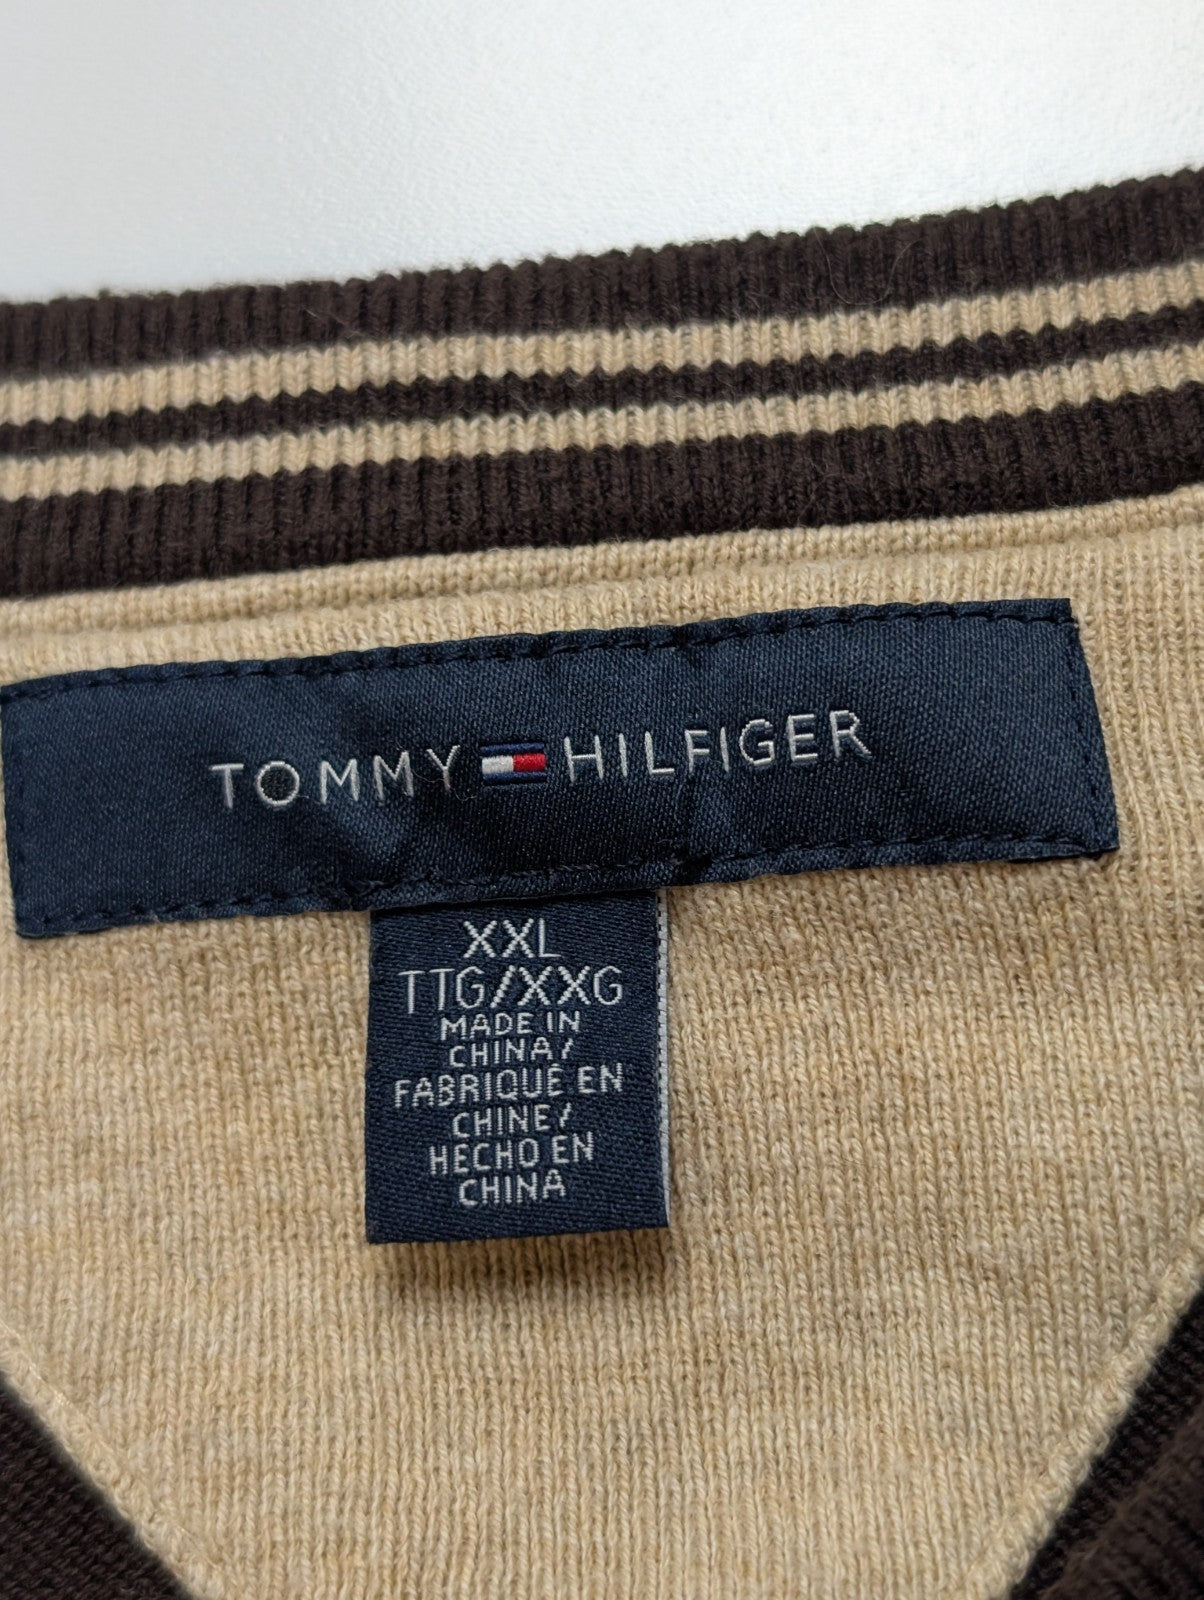 TOMMY HILFIGER
XXL
TTG/XXG
MADE IN
CHINA/
FABRIQUÉ EN
CHINE/
HECHO EN
CHINA